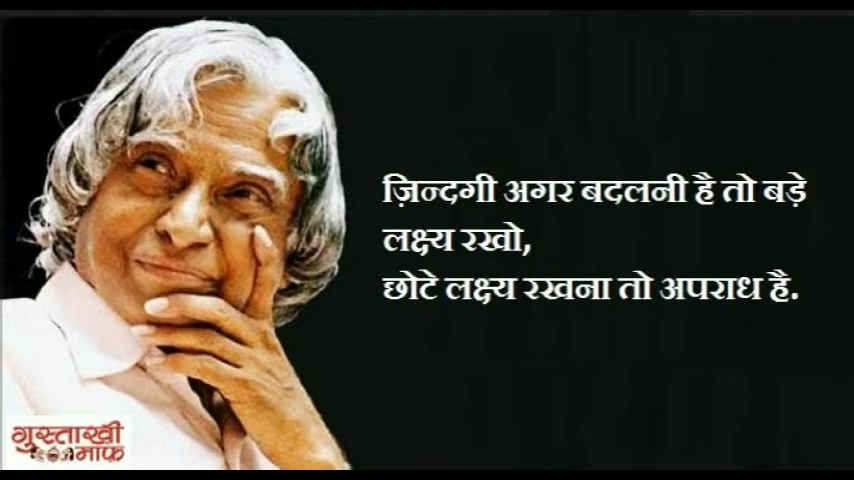 ज़िन्दगी अगर बदलनी है तो बड़े
लक्ष्य रखो,
छोटे लक्ष्य रखना तो अपराध है.
गुस्ताखी
माफ़